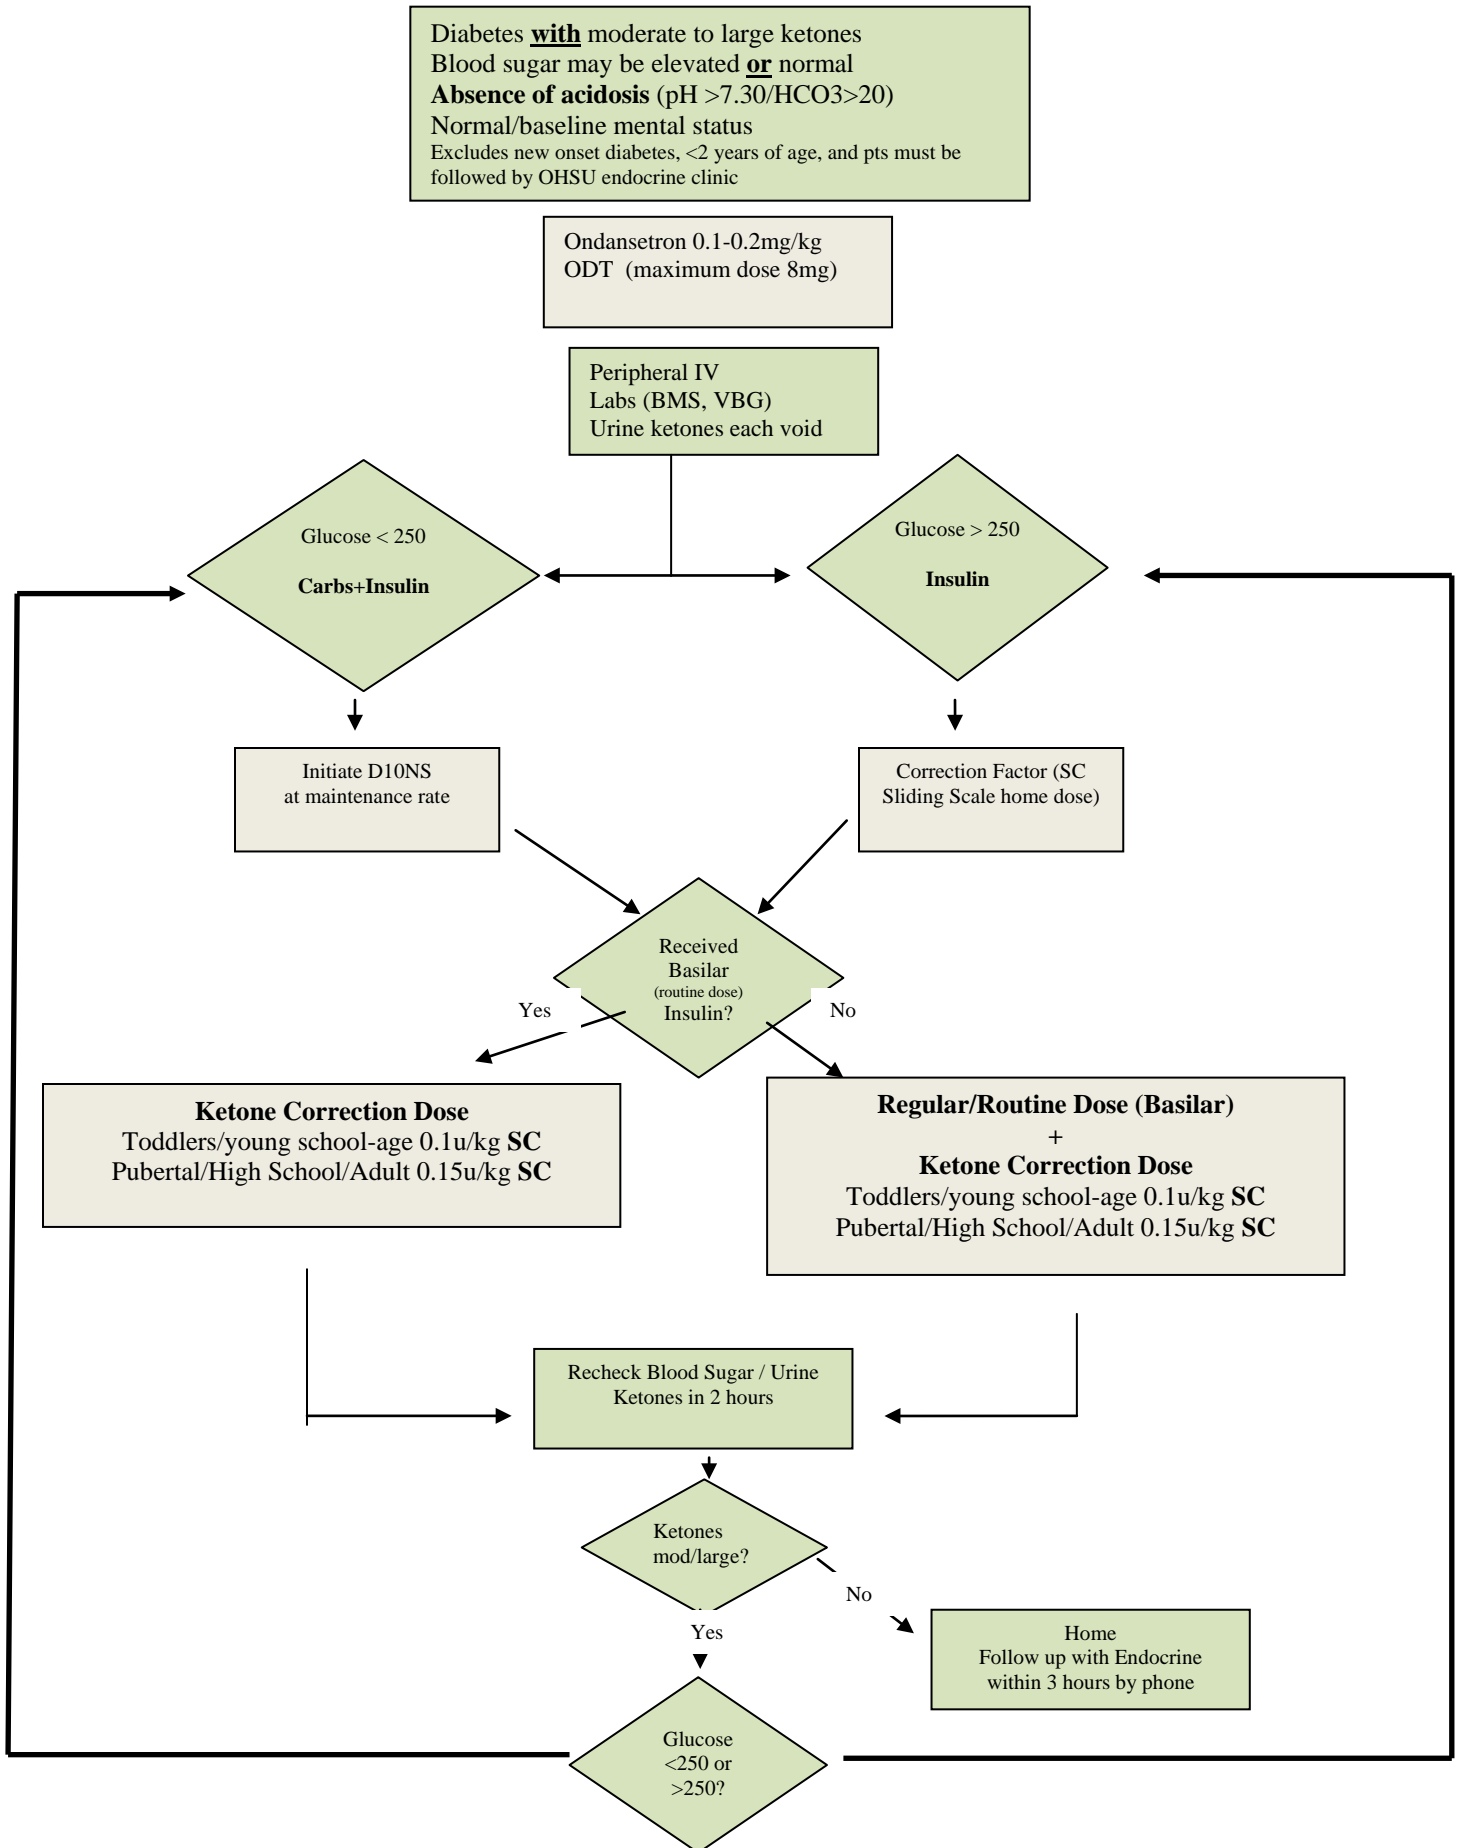 Diabetes with moderate to large ketones
Blood sugar may be elevated or normal
Absence of acidosis (pH >7.30/HCO3>20)
Normal/baseline mental status
Excludes new onset diabetes, <2 years of age, and pts must be
followed by OHSU endocrine clinic
Ondansetron 0.1-0.2mg/kg
ODT (maximum dose 8mg)
Peripheral IV
Labs (BMS, VBG)
Urine ketones each void
Glucose < 250
Carbs+Insulin
Glucose > 250
Insulin
Initiate D10NS
at maintenance rate
Correction Factor (SC
Sliding Scale home dose)
Received
Basilar
(routine dose)
Insulin?
Yes
No
Ketone Correction Dose
Toddlers/young school-age 0.1u/kg SC
Pubertal/High School/Adult 0.15u/kg SC
Regular/Routine Dose (Basilar)
+
Ketone Correction Dose
Toddlers/young school-age 0.1u/kg SC
Pubertal/High School/Adult 0.15u/kg SC
Recheck Blood Sugar / Urine
Ketones in 2 hours
Ketones
mod/large?
No
Yes
Home
Follow up with Endocrine
within 3 hours by phone
Glucose
<250 or
>250?